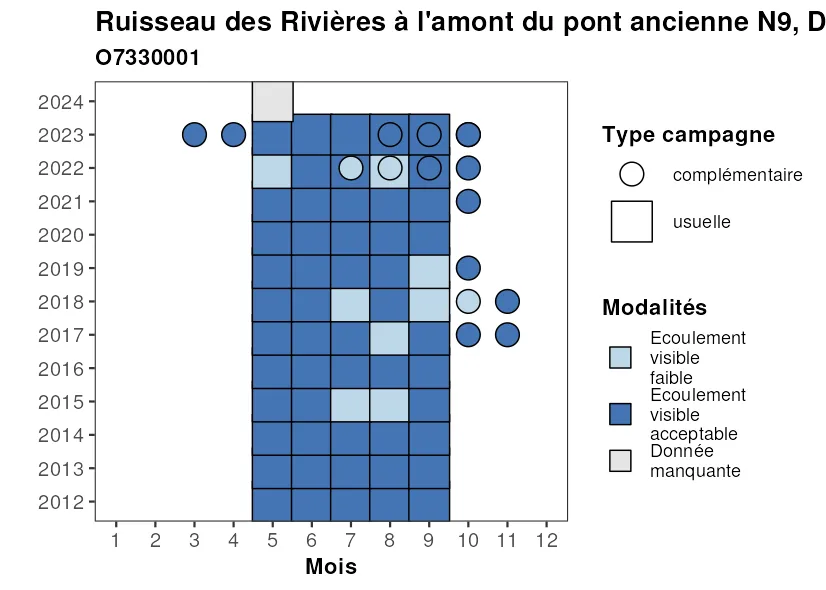 Ruisseau des Rivières à l'amont du pont ancienne N9, D
O7330001
2024
2023
2022
2021
2020
2019
2018
2017
2016
2015
2014
2013
2012
1 2 3 4 5 6 7 8 9 10 11 12
Mois
Type campagne
complémentaire
usuelle
Modalités
Ecoulement
visible
faible
Ecoulement
visible
acceptable
Donnée
manquante